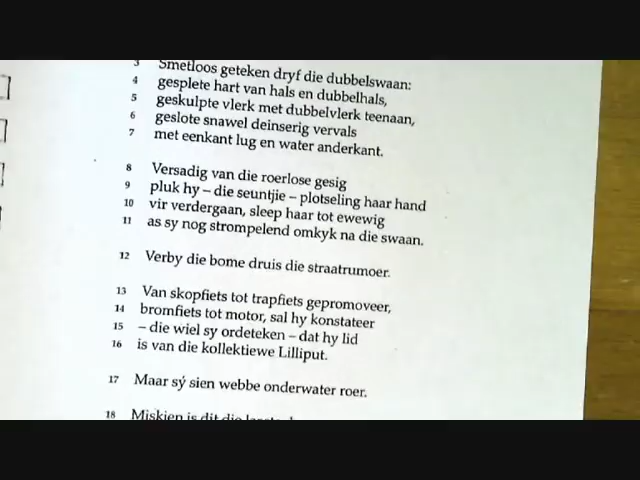 3 Smetloos geteken dryf die dubbelswaan:
4 gesplete hart van hals en dubbelhals,
5 geskulpte vlerk met dubbelvlerk teenaan,
6 geslote snawel deinserig vervals
7 met eenkant lug en water anderkant.
8 Versadig van die roerlose gesig
9 pluk hy – die seuntjie – plotseling haar hand
10 vir verdergaan, sleep haar tot ewewig
11 as sy nog strompelend omkyk na die swaan.
12 Verby die bome druis die straatrumoer.
13 Van skopfiets tot trapfiets gepromoveer,
14 bromfiets tot motor, sal hy konstateer
15 – die wiel sy ordeteken – dat hy lid
16 is van die kollektiewe Lilliput.
17 Maar sý sien webbe onderwater roer.
18 Miskien is dit die